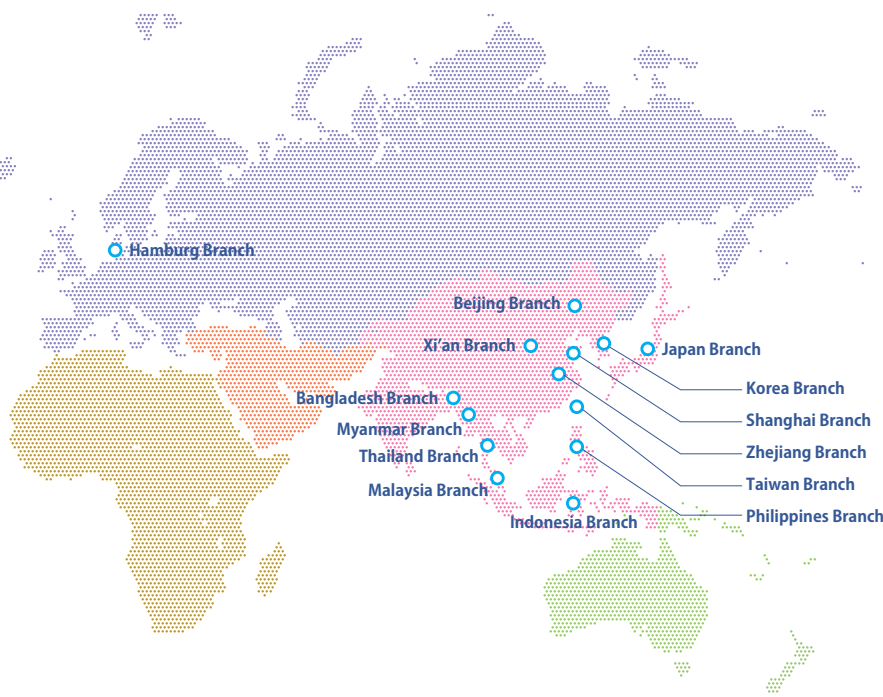 Hamburg Branch
Beijing Branch
Xi'an Branch
Japan Branch
Korea Branch
Bangladesh Branch
Shanghai Branch
Myanmar Branch
Zhejiang Branch
Thailand Branch
Taiwan Branch
Malaysia Branch
Philippines Branch
Indonesia Branch